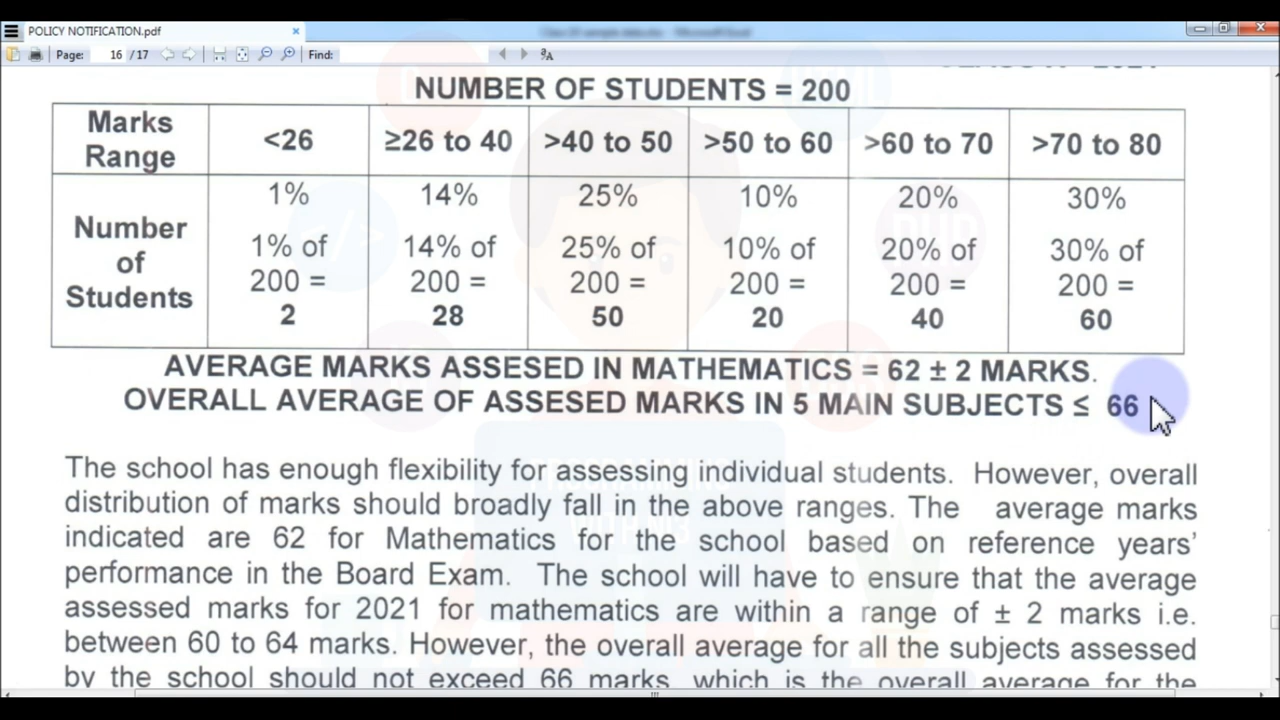 POLICY NOTIFICATION.pdf
Page: 16 / 17 Find:
NUMBER OF STUDENTS = 200
Marks Range <26 ≥26 to 40 >40 to 50 >50 to 60 >60 to 70 >70 to 80
Number of Students
1% 14% 25% 10% 20% 30%
1% of 14% of 25% of 10% of 20% of 30% of
200 = 200 = 200 = 200 = 200 = 200 =
2 28 50 20 40 60
AVERAGE MARKS ASSESED IN MATHEMATICS = 62 ± 2 MARKS.
OVERALL AVERAGE OF ASSESED MARKS IN 5 MAIN SUBJECTS ≤ 66
The school has enough flexibility for assessing individual students. However, overall
distribution of marks should broadly fall in the above ranges. The average marks
indicated are 62 for Mathematics for the school based on reference years'
performance in the Board Exam. The school will have to ensure that the average
assessed marks for 2021 for mathematics are within a range of ± 2 marks i.e.
between 60 to 64 marks. However, the overall average for all the subjects assessed
by the school should not exceed 66 marks, which is the overall average for the